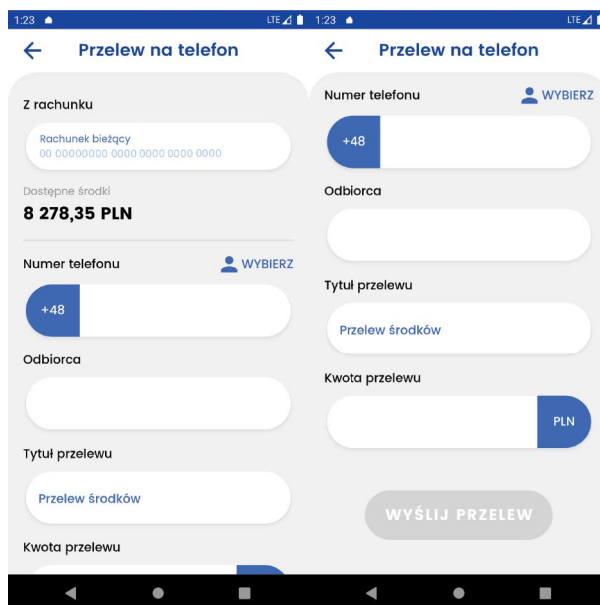 1:23 LTE
Przelew na telefon
Z rachunku
Rachunek bieżący
00 00000000 0000 0000 0000 0000
Dostępne środki
8 278,35 PLN
Numer telefonu WYBIERZ
+48
Odbiorca
Tytuł przelewu
Przelew środków
Kwota przelewu
1:23 LTE
Przelew na telefon
Numer telefonu WYBIERZ
+48
Odbiorca
Tytuł przelewu
Przelew środków
Kwota przelewu
PLN
WYŚLIJ PRZELEW